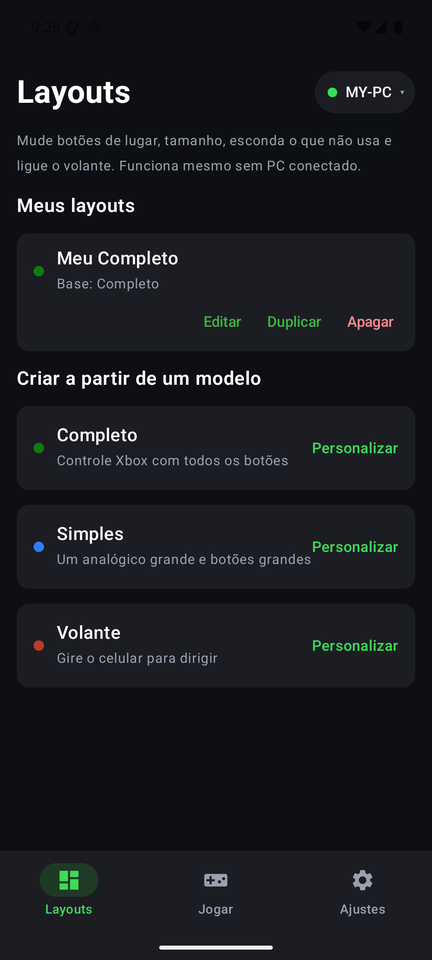 9:26
Layouts
MY-PC
Mude botões de lugar, tamanho, esconda o que não usa e
ligue o volante. Funciona mesmo sem PC conectado.
Meus layouts
Meu Completo
Base: Completo
Editar Duplicar Apagar
Criar a partir de um modelo
Completo
Controle Xbox com todos os botões
Personalizar
Simples
Um analógico grande e botões grandes
Personalizar
Volante
Gire o celular para dirigir
Personalizar
Layouts Jogar Ajustes